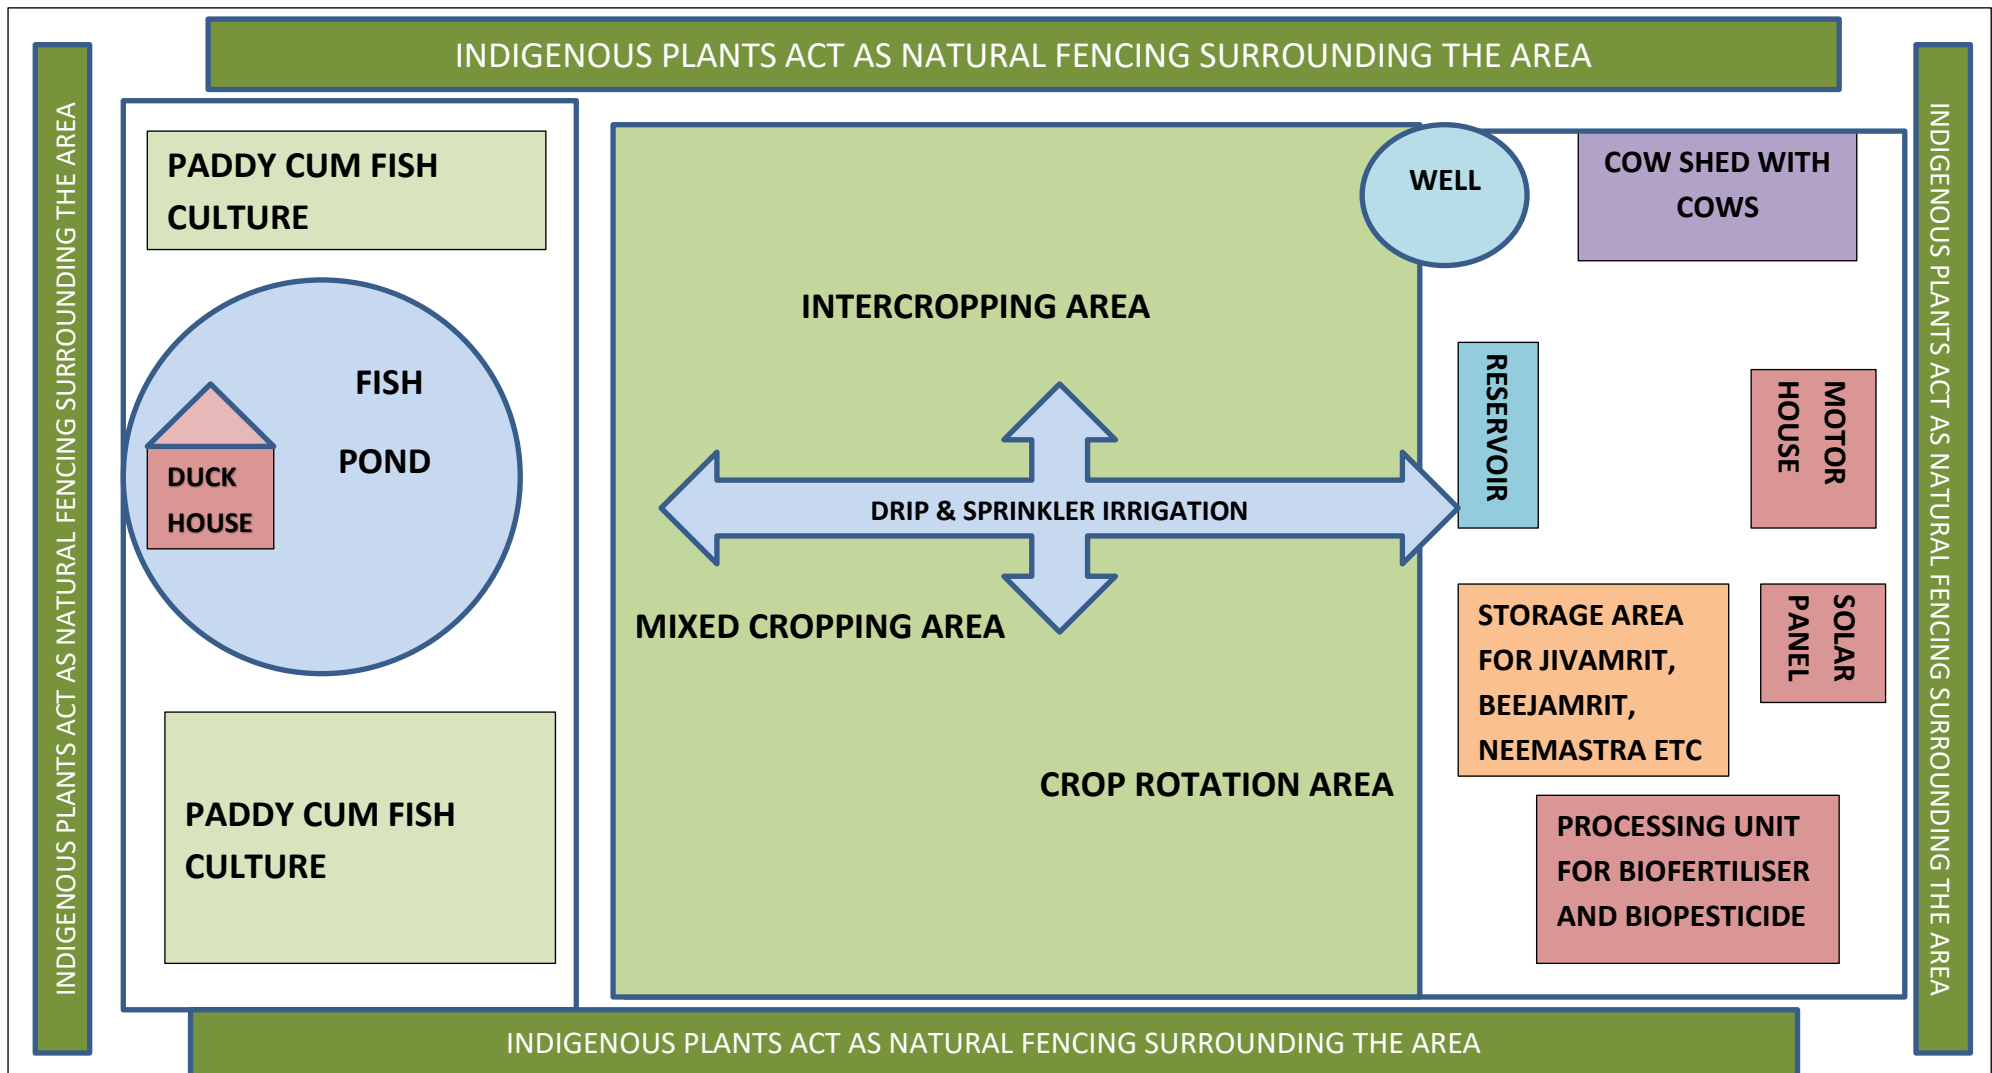 INDIGENOUS PLANTS ACT AS NATURAL FENCING SURROUNDING THE AREA
INDIGENOUS PLANTS ACT AS NATURAL FENCING SURROUNDING THE AREA
PADDY CUM FISH
CULTURE
FISH
POND
DUCK
HOUSE
PADDY CUM FISH
CULTURE
INTERCROPPING AREA
DRIP & SPRINKLER IRRIGATION
MIXED CROPPING AREA
CROP ROTATION AREA
WELL
COW SHED WITH
COWS
RESERVOIR
MOTOR
HOUSE
STORAGE AREA
FOR JIVAMRIT,
BEEJAMRIT,
NEEMASTRA ETC
SOLAR
PANEL
PROCESSING UNIT
FOR BIOFERTILISER
AND BIOPESTICIDE
INDIGENOUS PLANTS ACT AS NATURAL FENCING SURROUNDING THE AREA
INDIGENOUS PLANTS ACT AS NATURAL FENCING SURROUNDING THE AREA